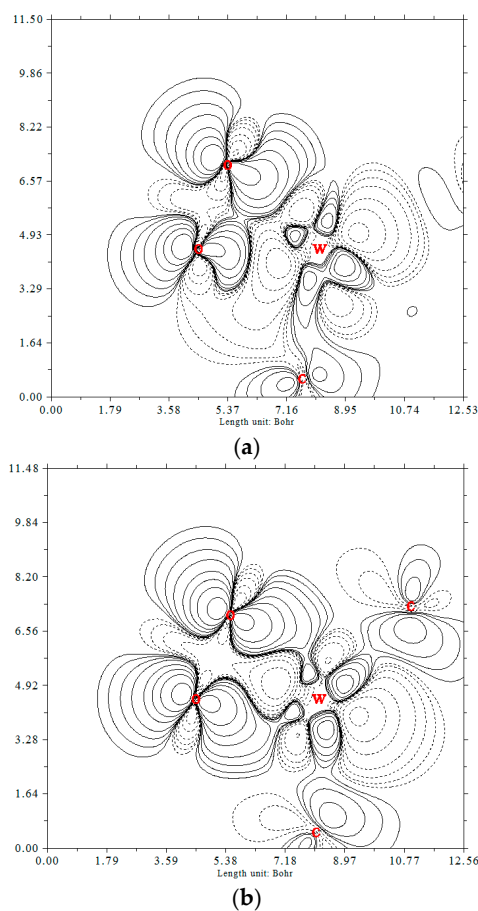 11.50
9.86
8.22
6.57
4.93
3.29
1.64
0.00
O
O
W
C
0.00 1.79 3.58 5.37 7.16 8.95 10.74 12.53
Length unit: Bohr
(a)
11.48
9.84
8.20
6.56
4.92
3.28
1.64
0.00
C
O
O
W
C
0.00 1.79 3.59 5.38 7.18 8.97 10.77 12.56
Length unit: Bohr
(b)